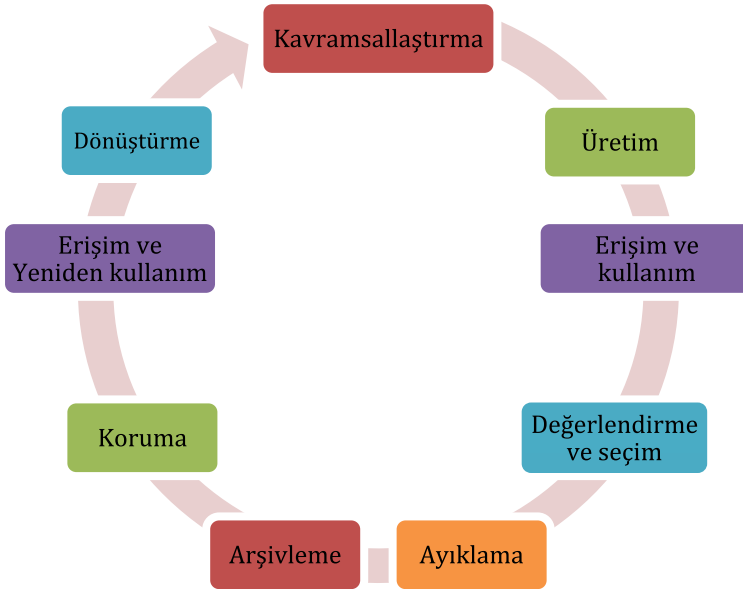 Kavramsallaştırma
Üretim
Erişim ve
kullanım
Değerlendirme
ve seçim
Ayıklama
Arşivleme
Koruma
Erişim ve
Yeniden kullanım
Dönüştürme